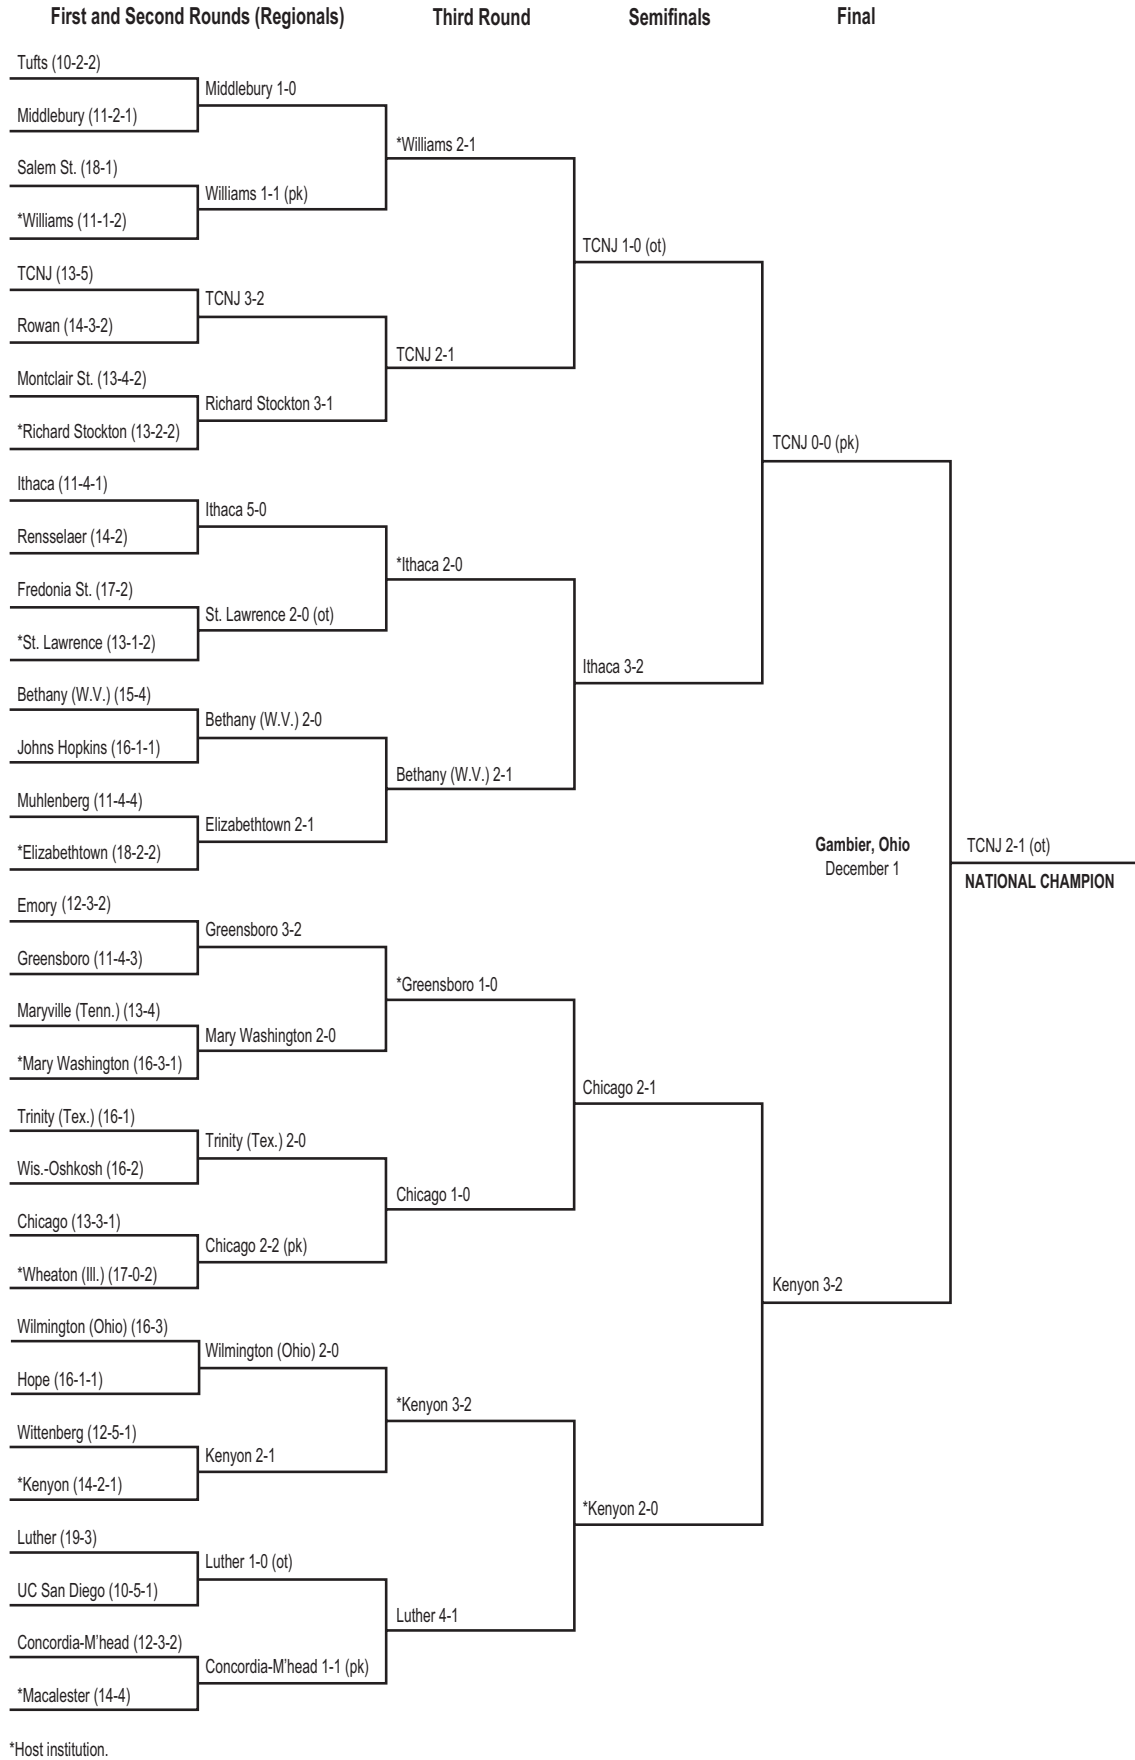 First and Second Rounds (Regionals)
Third Round
Semifinals
Final
Tufts (10-2-2)
Middlebury 1-0
Middlebury (11-2-1)
*Williams 2-1
Salem St. (18-1)
Williams 1-1 (pk)
*Williams (11-1-2)
TCNJ 1-0 (ot)
TCNJ (13-5)
TCNJ 3-2
Rowan (14-3-2)
TCNJ 2-1
Montclair St. (13-4-2)
Richard Stockton 3-1
*Richard Stockton (13-2-2)
TCNJ 0-0 (pk)
Ithaca (11-4-1)
Ithaca 5-0
Rensselaer (14-2)
*Ithaca 2-0
Fredonia St. (17-2)
St. Lawrence 2-0 (ot)
*St. Lawrence (13-1-2)
Ithaca 3-2
Bethany (W.V.) (15-4)
Bethany (W.V.) 2-0
Johns Hopkins (16-1-1)
Bethany (W.V.) 2-1
Muhlenberg (11-4-4)
Elizabethtown 2-1
*Elizabethtown (18-2-2)
Gambier, Ohio
December 1
TCNJ 2-1 (ot)
NATIONAL CHAMPION
Emory (12-3-2)
Greensboro 3-2
Greensboro (11-4-3)
*Greensboro 1-0
Maryville (Tenn.) (13-4)
Mary Washington 2-0
*Mary Washington (16-3-1)
Chicago 2-1
Trinity (Tex.) (16-1)
Trinity (Tex.) 2-0
Wis.-Oshkosh (16-2)
Chicago 1-0
Chicago (13-3-1)
Chicago 2-2 (pk)
*Wheaton (Ill.) (17-0-2)
Kenyon 3-2
Wilmington (Ohio) (16-3)
Wilmington (Ohio) 2-0
Hope (16-1-1)
*Kenyon 3-2
Wittenberg (12-5-1)
Kenyon 2-1
*Kenyon (14-2-1)
*Kenyon 2-0
Luther (19-3)
Luther 1-0 (ot)
UC San Diego (10-5-1)
Luther 4-1
Concordia-M'head (12-3-2)
Concordia-M'head 1-1 (pk)
*Macalester (14-4)
*Host institution.